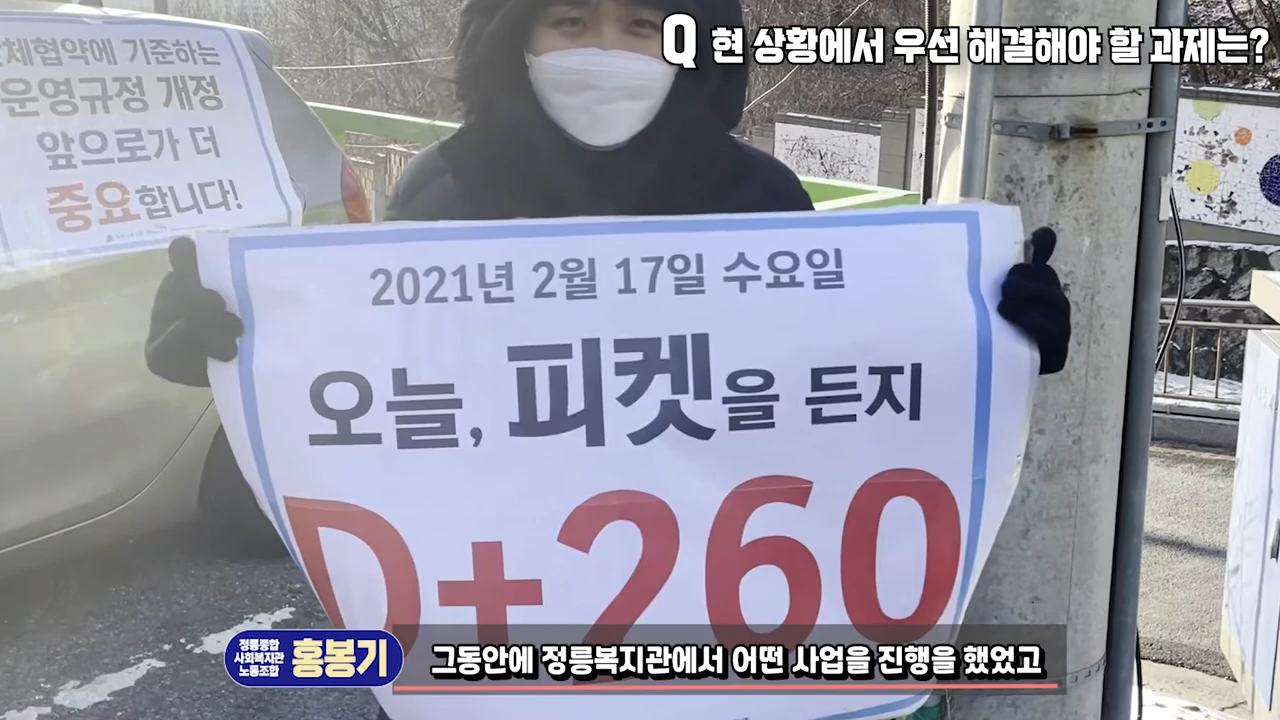 Q 현 상황에서 우선 해결해야 할 과제는?
체협약에 기준하는
운영규정 개정
앞으로가 더
중요합니다!
2021년 2월 17일 수요일
오늘, 피켓을 든지
D+260
정릉종합
사회복지관
노동조합
홍봉기
그동안에 정릉복지관에서 어떤 사업을 진행을 했었고